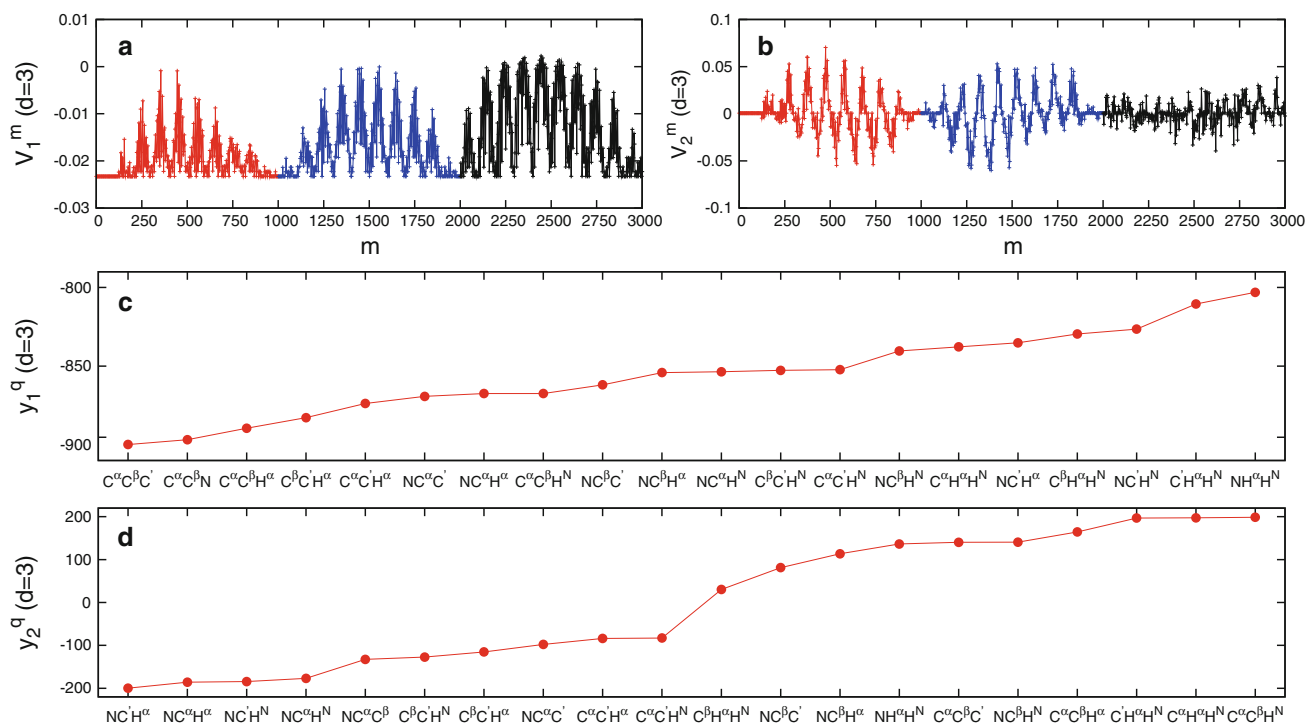 a
0.01
0
-0.01
-0.02
-0.03
V₁ᵐ (d=3)
0 250 500 750 1000 1250 1500 1750 2000 2250 2500 2750 3000
m
b
0.1
0.05
0
-0.05
-0.1
V₂ᵐ (d=3)
0 250 500 750 1000 1250 1500 1750 2000 2250 2500 2750 3000
m
c
-800
-850
-900
y₁q (d=3)
CαCβC' CαCβN CαCβHα CβC'Hα CαC'Hα NCαC' NCαHα CαCβHN NCβC' NCβHα NCαHN CβC'HN CαC'HN NCβHN CαHαHN NC'Hα CβHαHN NC'HN C'HαHN NHαHN
d
200
100
0
-100
-200
y₂q (d=3)
NC'Hα NCαHα NC'HN NCαHN NCαCβ CβC'HN CβC'Hα NCαC' CαC'Hα CαC'HN CβHαHN NCβC' NCβHα NHαHN CαCβC' NCβHN CαCβHα C'HαHN CαHαHN CαCβHN